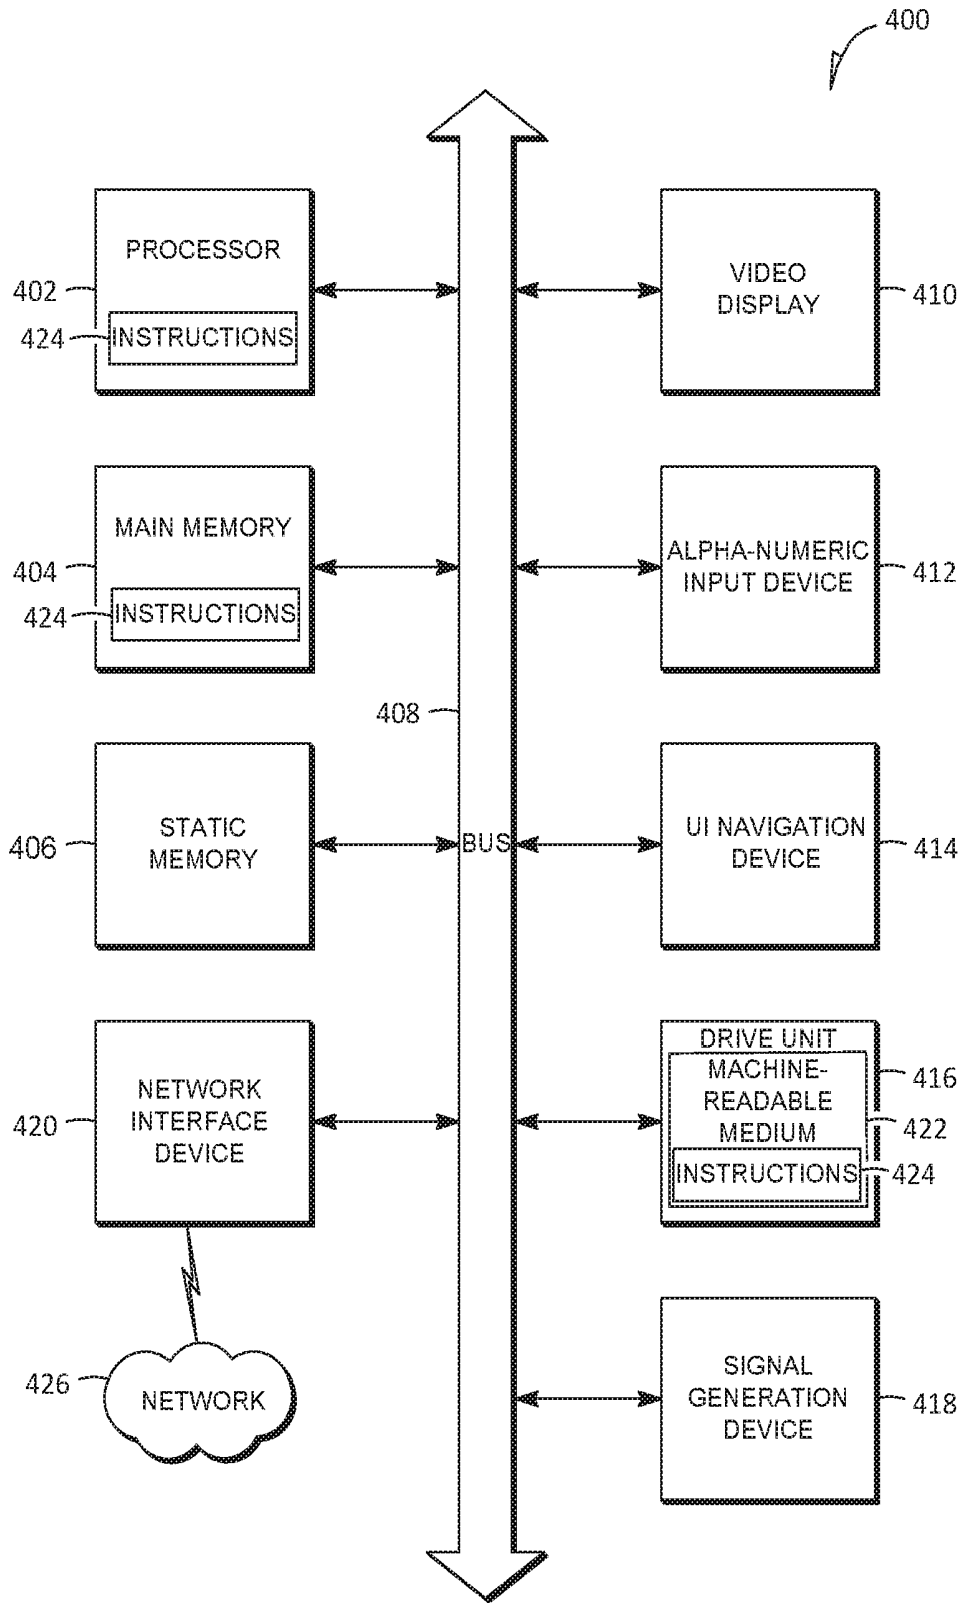 400
PROCESSOR
402
424
INSTRUCTIONS
VIDEO
DISPLAY
410
MAIN MEMORY
404
424
INSTRUCTIONS
ALPHA-NUMERIC
INPUT DEVICE
412
408
STATIC
MEMORY
406
BUS
UI NAVIGATION
DEVICE
414
NETWORK
INTERFACE
DEVICE
420
DRIVE UNIT
MACHINE-
READABLE
MEDIUM
INSTRUCTIONS
416
422
424
426
NETWORK
SIGNAL
GENERATION
DEVICE
418